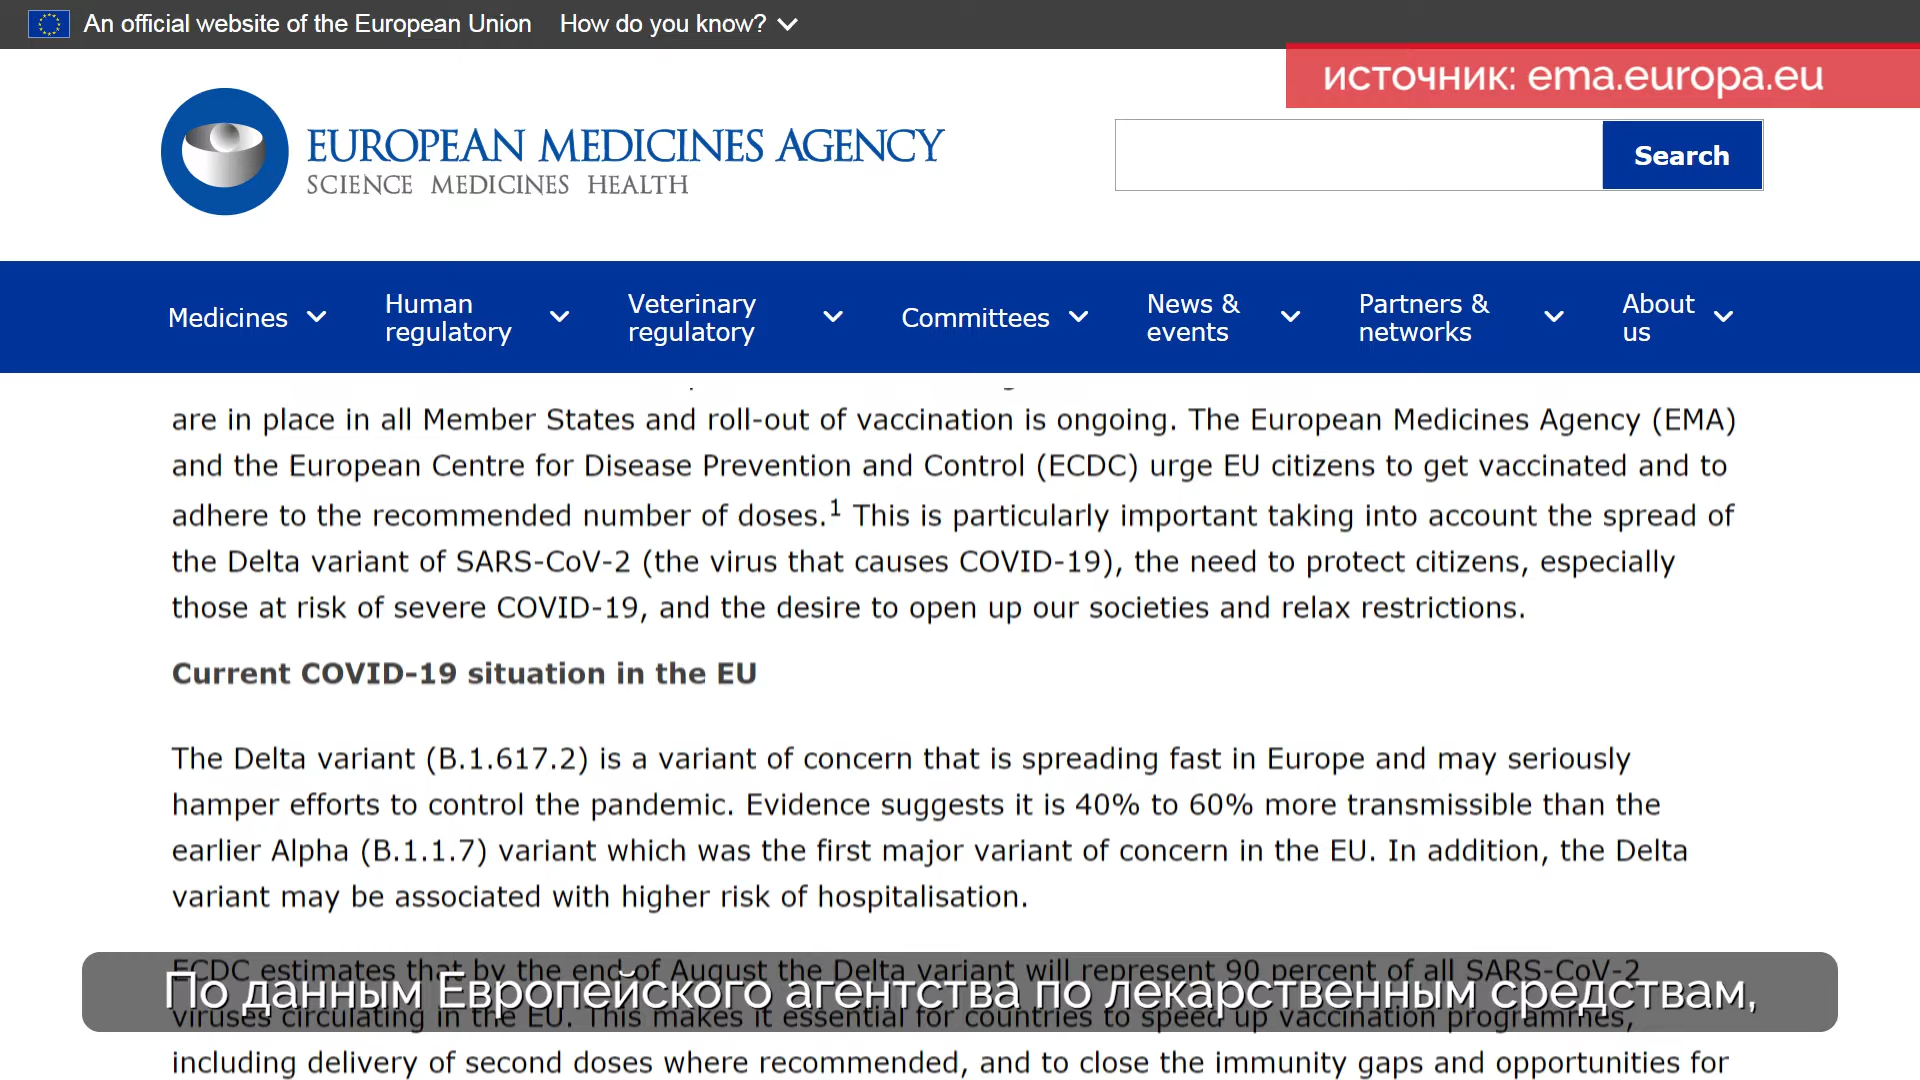 An official website of the European Union How do you know?
источник: ema.europa.eu
EUROPEAN MEDICINES AGENCY
SCIENCE MEDICINES HEALTH
Search
Medicines
Human regulatory
Veterinary regulatory
Committees
News & events
Partners & networks
About us
are in place in all Member States and roll-out of vaccination is ongoing. The European Medicines Agency (EMA)
and the European Centre for Disease Prevention and Control (ECDC) urge EU citizens to get vaccinated and to
adhere to the recommended number of doses.¹ This is particularly important taking into account the spread of
the Delta variant of SARS-CoV-2 (the virus that causes COVID-19), the need to protect citizens, especially
those at risk of severe COVID-19, and the desire to open up our societies and relax restrictions.
Current COVID-19 situation in the EU
The Delta variant (B.1.617.2) is a variant of concern that is spreading fast in Europe and may seriously
hamper efforts to control the pandemic. Evidence suggests it is 40% to 60% more transmissible than the
earlier Alpha (B.1.1.7) variant which was the first major variant of concern in the EU. In addition, the Delta
variant may be associated with higher risk of hospitalisation.
ECDC estimates that by the end of August the Delta variant will represent 90 percent of all SARS-CoV-2
По данным Европейского агентства по лекарственным средствам,
viruses circulating in the EU. This makes it essential for countries to speed up vaccination programmes,
including delivery of second doses where recommended, and to close the immunity gaps and opportunities for